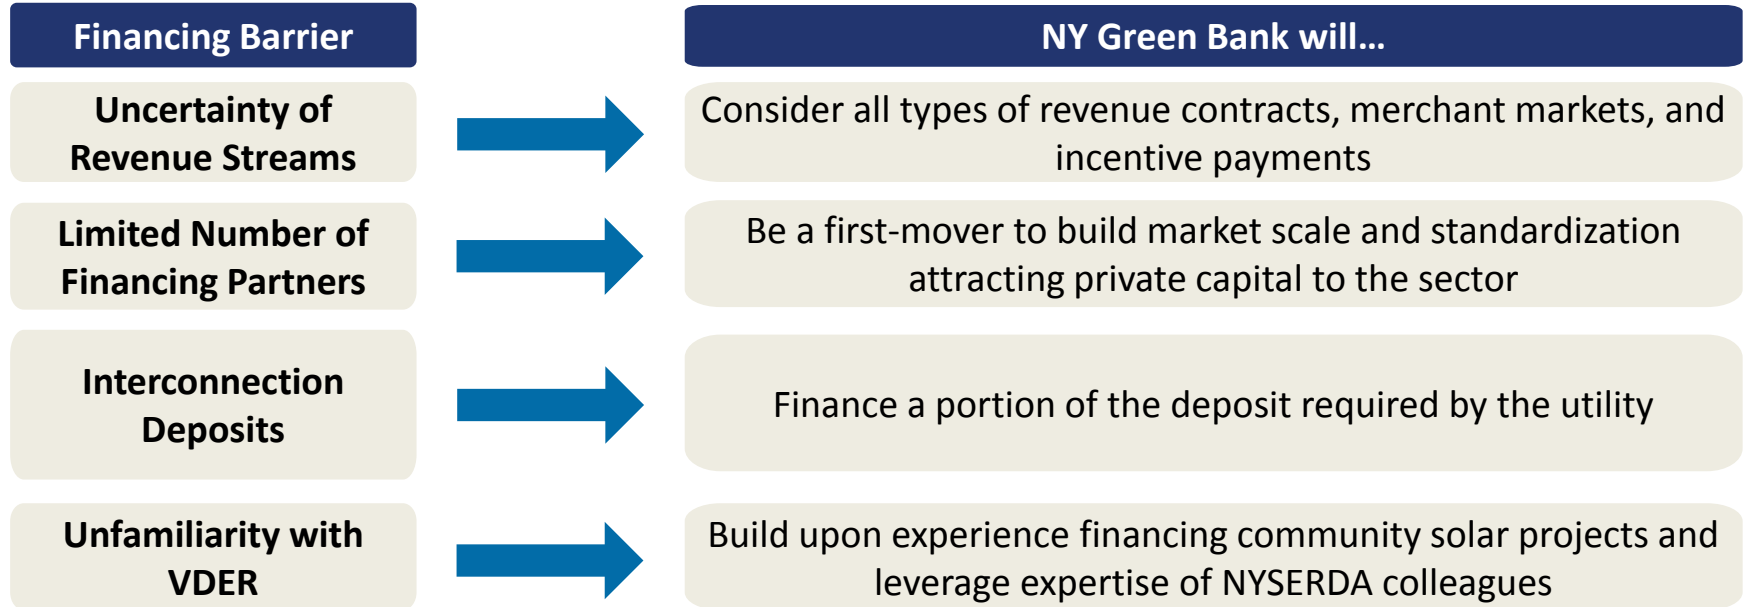 Financing Barrier
NY Green Bank will…
Uncertainty of
Revenue Streams
Consider all types of revenue contracts, merchant markets, and
incentive payments
Limited Number of
Financing Partners
Be a first-mover to build market scale and standardization
attracting private capital to the sector
Interconnection
Deposits
Finance a portion of the deposit required by the utility
Unfamiliarity with
VDER
Build upon experience financing community solar projects and
leverage expertise of NYSERDA colleagues